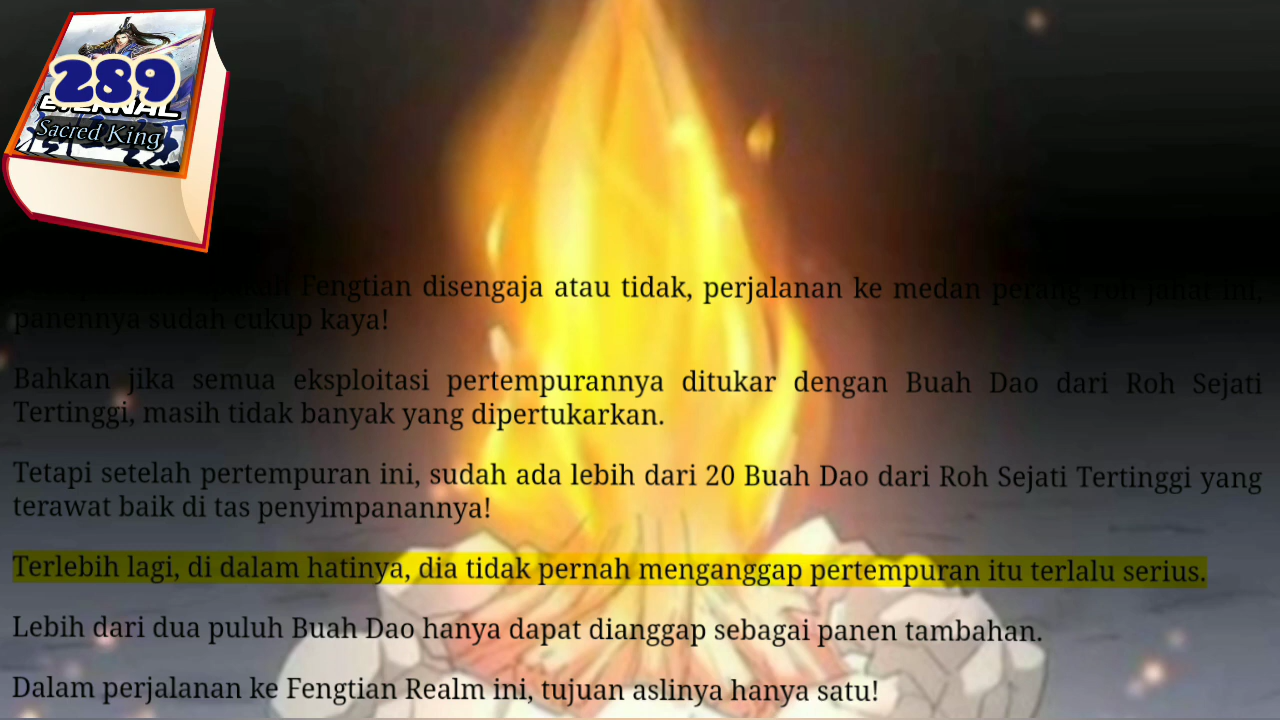 289
ETERNAL
Sacred King
Fengtian disengaja atau tidak, perjalanan ke medan perang roh jahat ini,
panennya sudah cukup kaya!
Bahkan jika semua eksploitasi pertempurannya ditukar dengan Buah Dao dari Roh Sejati
Tertinggi, masih tidak banyak yang dipertukarkan.
Tetapi setelah pertempuran ini, sudah ada lebih dari 20 Buah Dao dari Roh Sejati Tertinggi yang
terawat baik di tas penyimpanannya!
Terlebih lagi, di dalam hatinya, dia tidak pernah menganggap pertempuran itu terlalu serius.
Lebih dari dua puluh Buah Dao hanya dapat dianggap sebagai panen tambahan.
Dalam perjalanan ke Fengtian Realm ini, tujuan aslinya hanya satu!